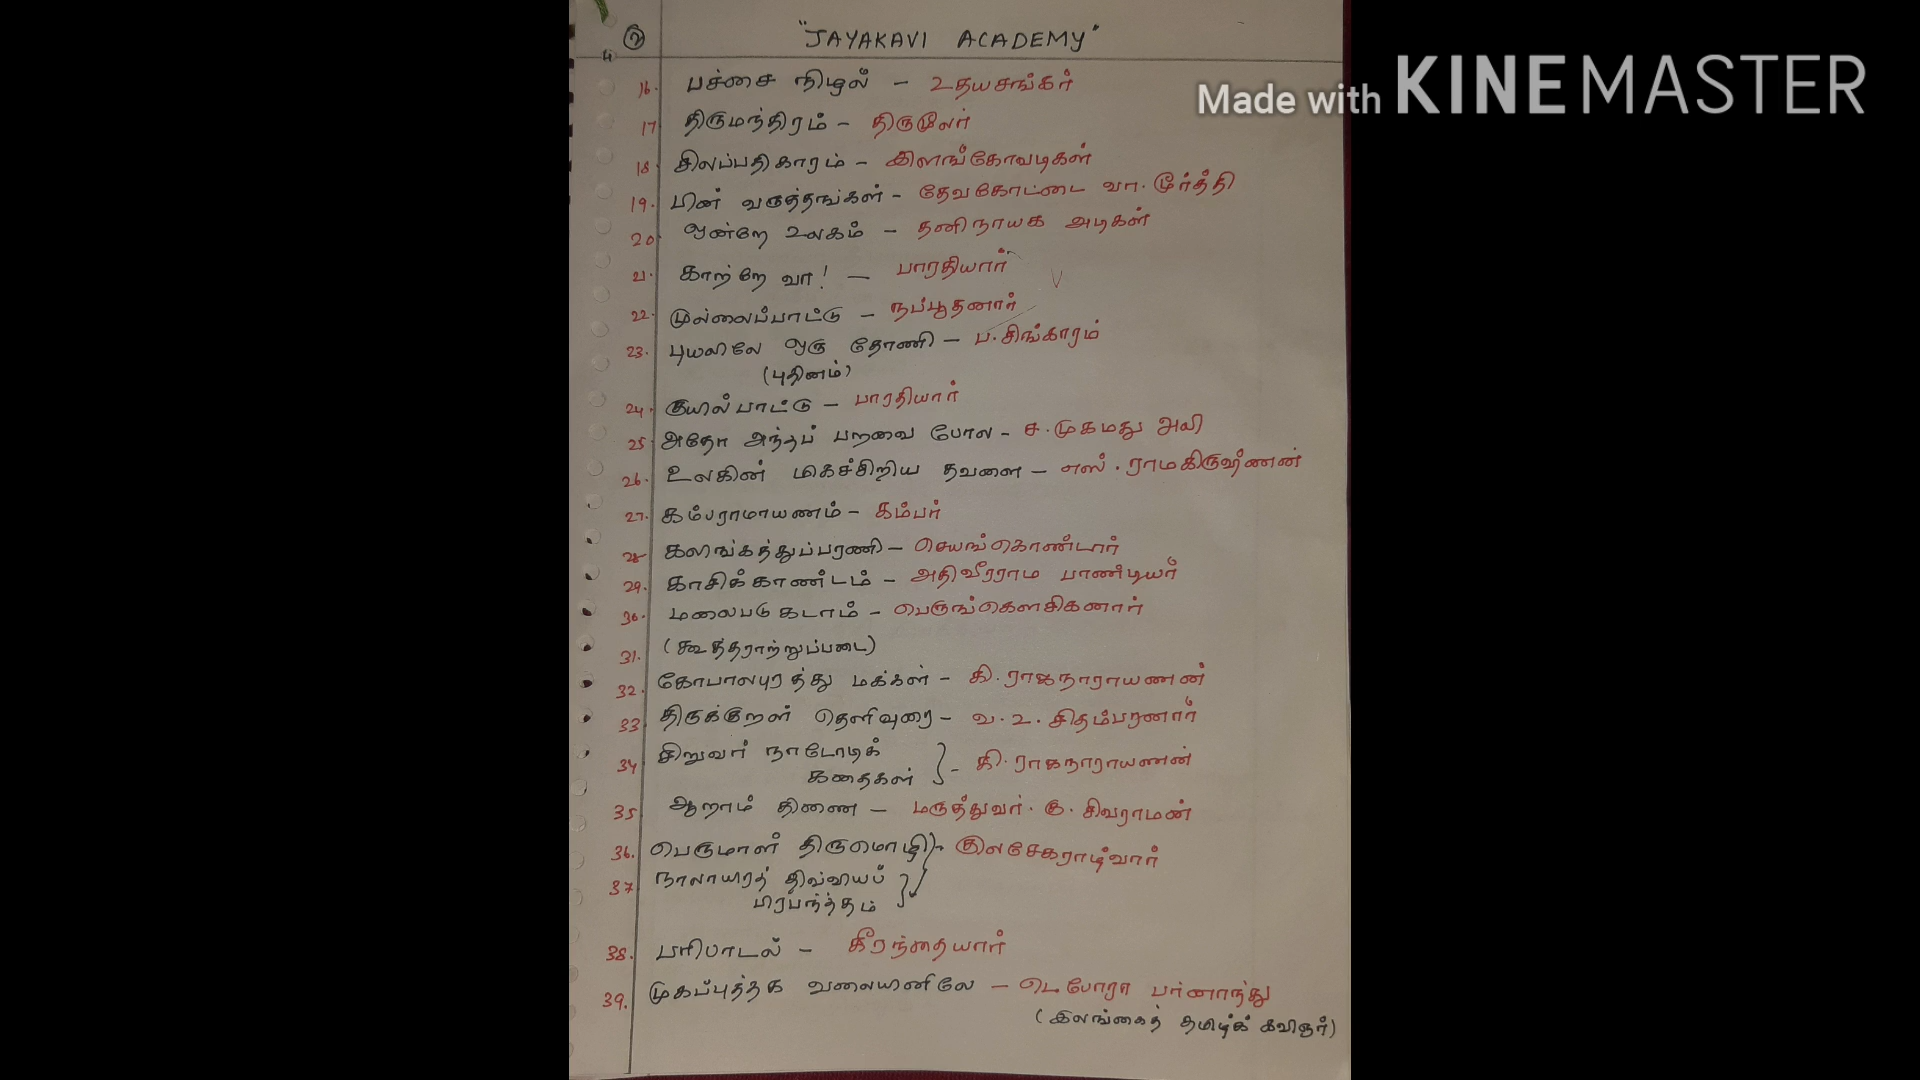 ② "JAYAKAVI ACADEMY"
Made with KINEMASTER
16. பச்சை நிழல் - உதயசங்கர்
17 திருமந்திரம் - திருமூலர்
18 சிலப்பதிகாரம் - இளங்கோவடிகள்
19. பின் வருத்தங்கள் - தேவகோட்டை வா. மூர்த்தி
20 ஒன்றே உலகம் - தனிநாயக அடிகள்
21. காற்றே வா! - பாரதியார்
22. முல்லைப்பாட்டு - நப்பூதனார்
23. புயலிலே ஒரு தோணி - ப. சிங்காரம்
(புதினம்)
24. குயில்பாட்டு - பாரதியார்
25 அதோ அந்தப் பறவை போல - ச. முகமது அலி
26. உலகின் மிகச்சிறிய தவளை - எஸ். ராமகிருஷ்ணன்
27. கம்பராமாயணம் - கம்பர்
28 கலிங்கத்துப்பரணி - செயங்கொண்டார்
29. காசிக்காண்டம் - அதிவீரராம பாண்டியர்
30. மலைபடுகடாம் - பெருங்கௌசிகனார்
31. (கூத்தராற்றுப்படை)
32. கோபாலபுரத்து மக்கள் - கி. ராஜநாராயணன்
33 திருக்குறள் தெளிவுரை - வ. உ. சிதம்பரனார்
34 சிறுவர் நாடோடிக்
கதைகள் } - கி. ராஜநாராயணன்
35 ஆறாம் திணை - மருத்துவர். கு. சிவராமன்
36. பெருமாள் திருமொழி } - குலசேகராழ்வார்
37 நாலாயிரத் திவ்வியப்
பிரபந்த்தம் }
38. பரிபாடல் - கீரந்தையார்
39. முகப்புத்தக வலையினிலே - டெபோரா பர்னாந்து
(இலங்கைத் தமிழ்க் கவிஞர்)